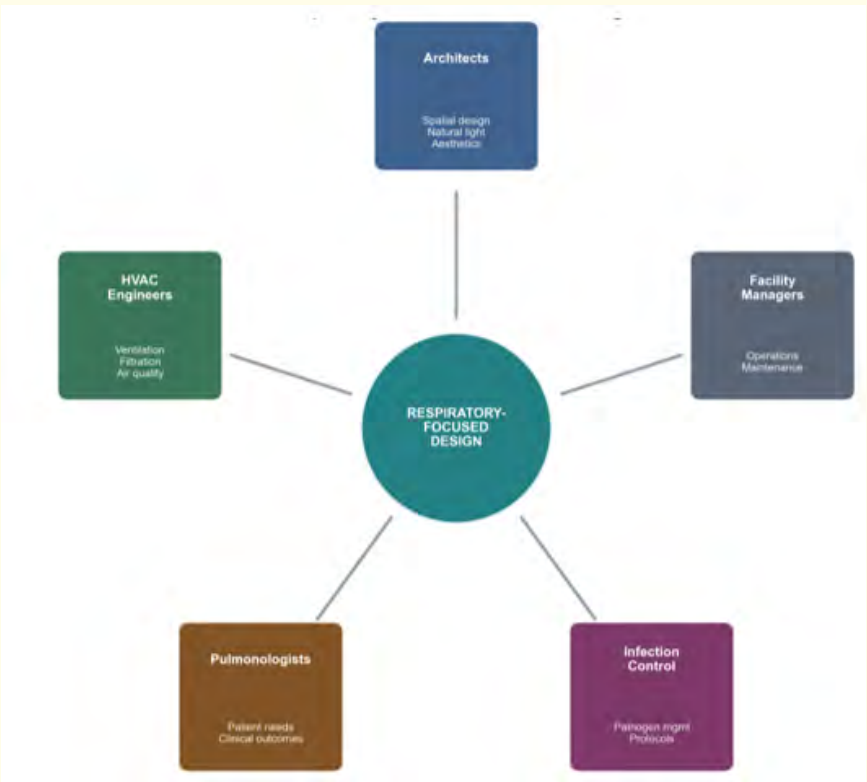 Architects
Spatial design
Natural light
Aesthetics
HVAC
Engineers
Ventilation
Filtration
Air quality
Facility
Managers
Operations
Maintenance
RESPIRATORY-
FOCUSED
DESIGN
Pulmonologists
Patient needs
Clinical outcomes
Infection
Control
Pathogen mgmt
Protocols